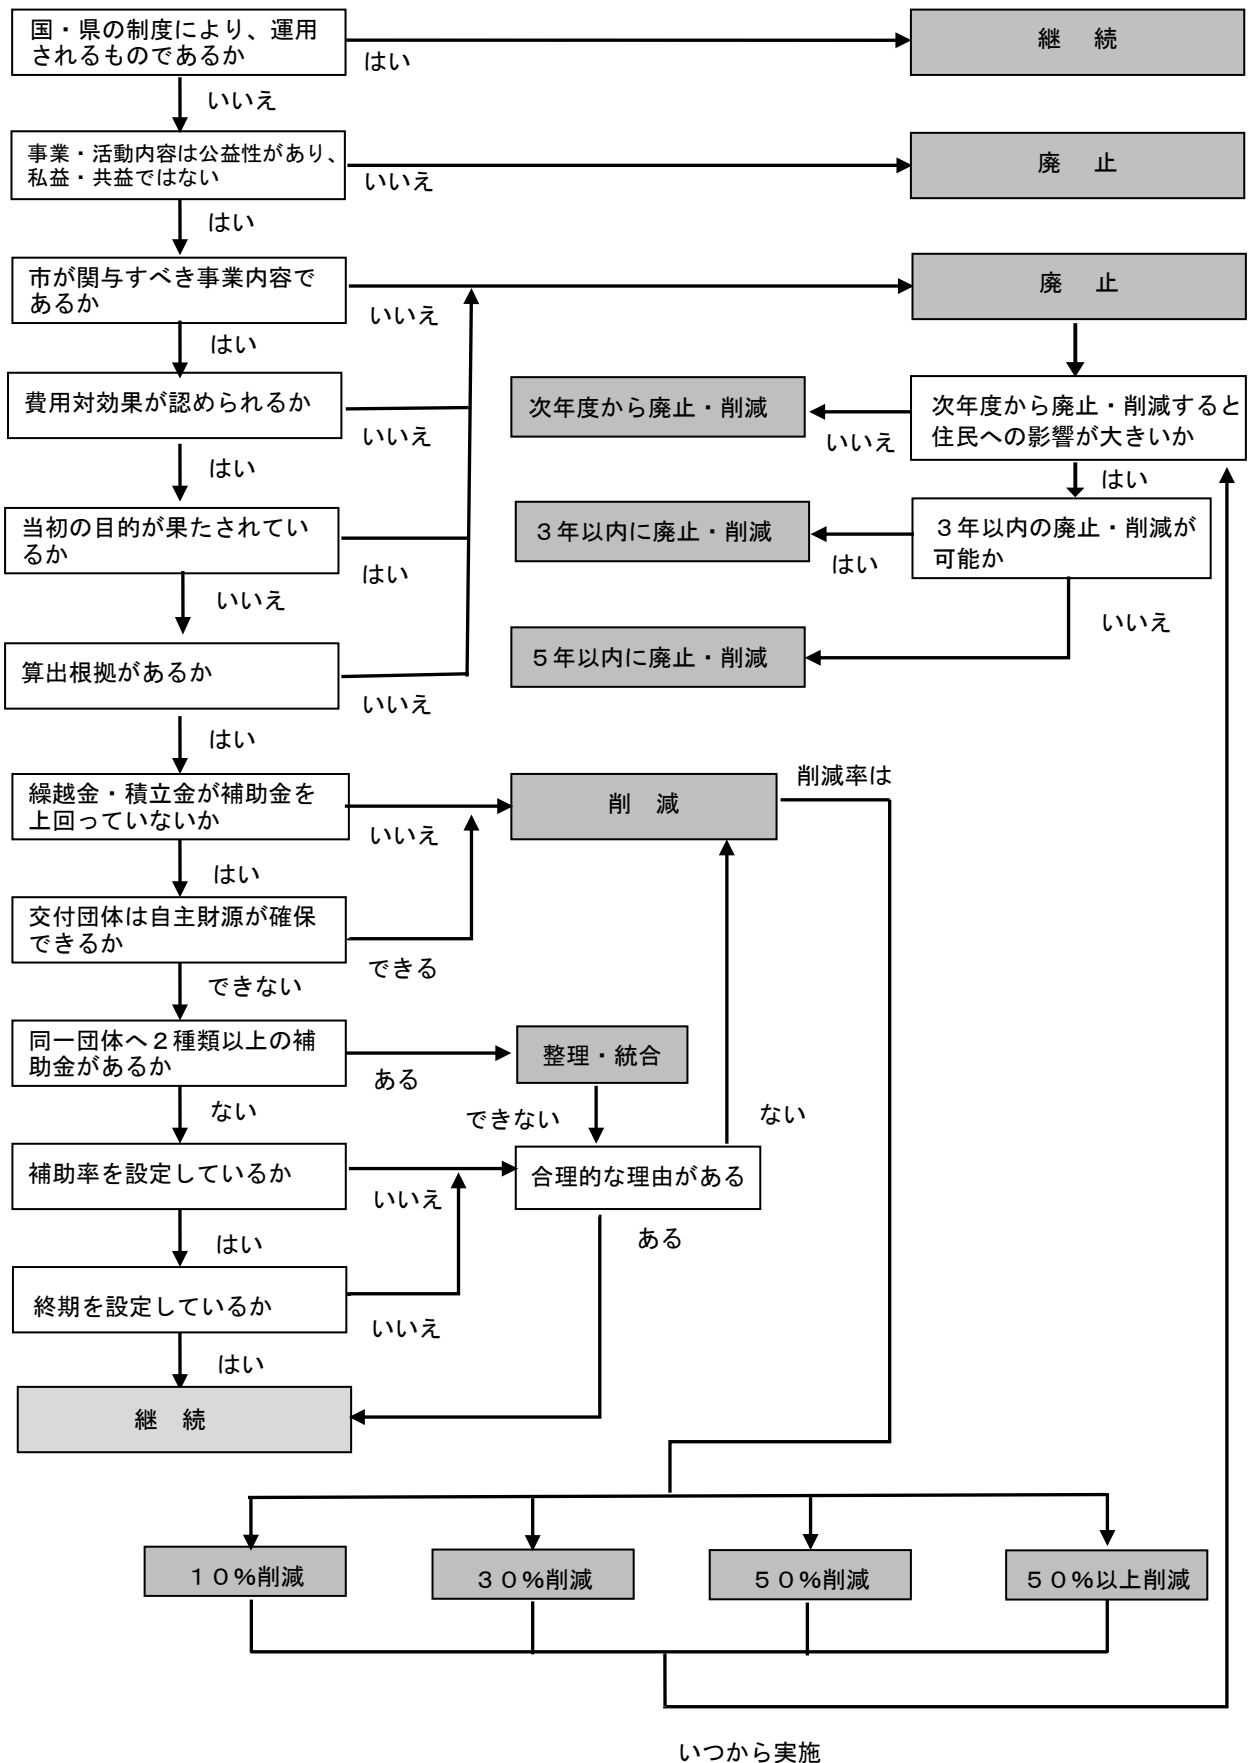 国・県の制度により、運用
されるものであるか
はい
継　続
いいえ
事業・活動内容は公益性があり、
私益・共益ではない
いいえ
廃　止
はい
市が関与すべき事業内容で
あるか
いいえ
廃　止
はい
費用対効果が認められるか
いいえ
次年度から廃止・削減
いいえ
次年度から廃止・削減すると
住民への影響が大きいか
はい
はい
当初の目的が果たされてい
るか
はい
３年以内に廃止・削減
はい
３年以内の廃止・削減が
可能か
いいえ
いいえ
算出根拠があるか
いいえ
５年以内に廃止・削減
はい
繰越金・積立金が補助金を
上回っていないか
いいえ
削　減
削減率は
はい
交付団体は自主財源が確保
できるか
できる
できない
同一団体へ２種類以上の補
助金があるか
ある
整理・統合
ない
できない
ない
補助率を設定しているか
いいえ
合理的な理由がある
はい
ある
終期を設定しているか
いいえ
はい
継　続
１０％削減
３０％削減
５０％削減
５０％以上削減
いつから実施